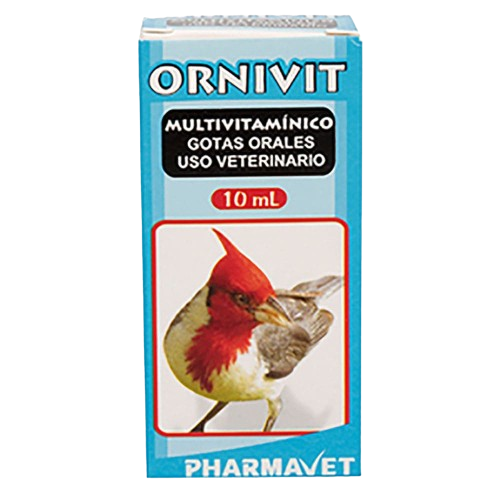 ORNIVIT
MULTIVITAMÍNICO
GOTAS ORALES
USO VETERINARIO
10 mL
PHARMAVET